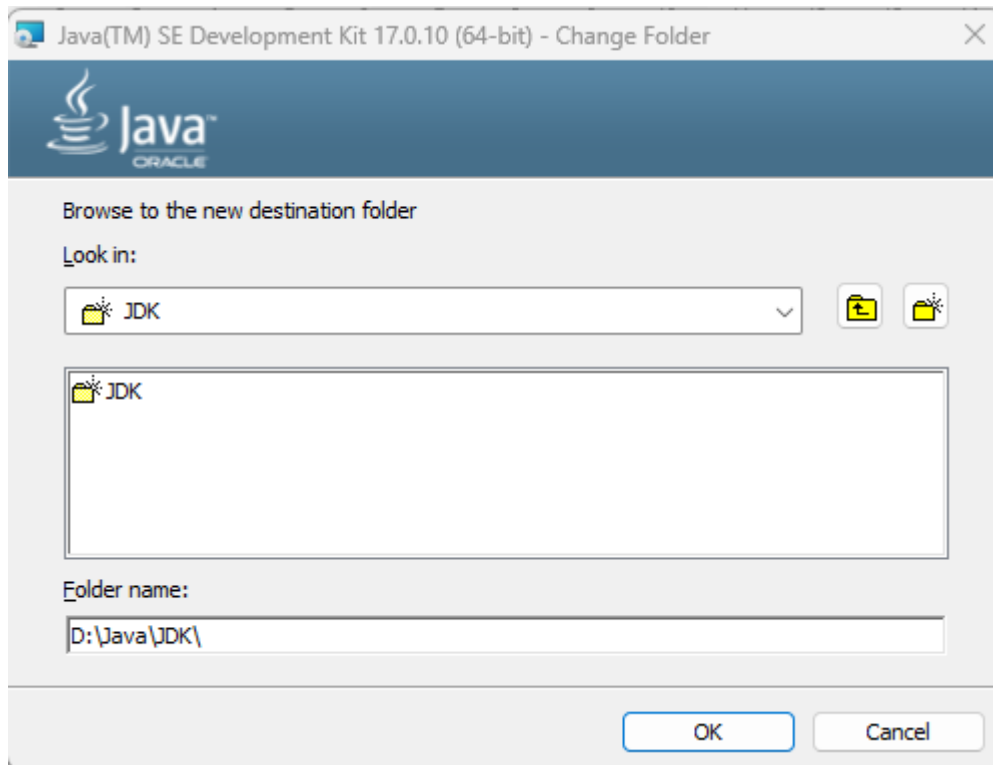 Java(TM) SE Development Kit 17.0.10 (64-bit) - Change Folder
Java™
ORACLE
Browse to the new destination folder
Look in:
JDK
JDK
Folder name:
D:\Java\JDK\
OK Cancel